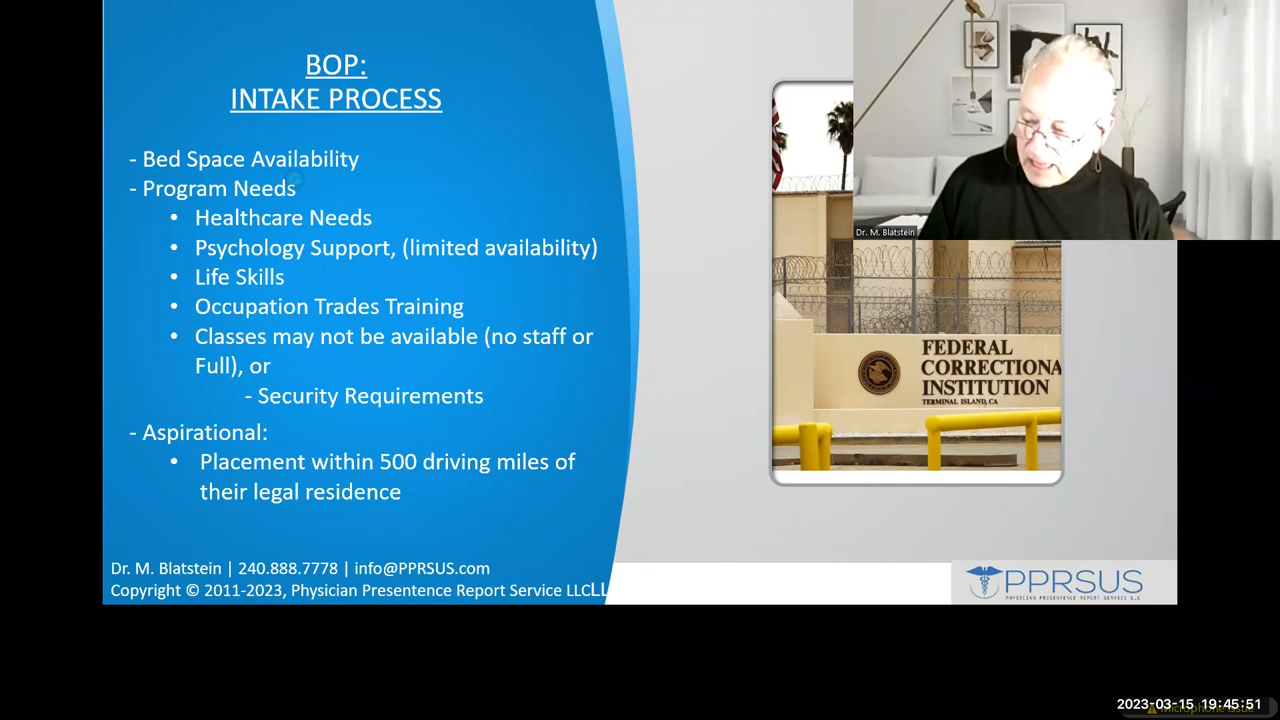 BOP:
INTAKE PROCESS
- Bed Space Availability
- Program Needs
• Healthcare Needs
• Psychology Support, (limited availability)
• Life Skills
• Occupation Trades Training
• Classes may not be available (no staff or
Full), or
- Security Requirements
- Aspirational:
• Placement within 500 driving miles of
their legal residence
Dr. M. Blatstein | 240.888.7778 | info@PPRSUS.com
Copyright © 2011-2023, Physician Presentence Report Service LLCLL
Dr. M. Blatstein
FEDERAL
CORRECTIONA
INSTITUTION
TERMINAL ISLAND, CA
PPRSUS
PHYSICIAN PRESENTENCE REPORT SERVICE LLC
2023-03-15 19:45:51